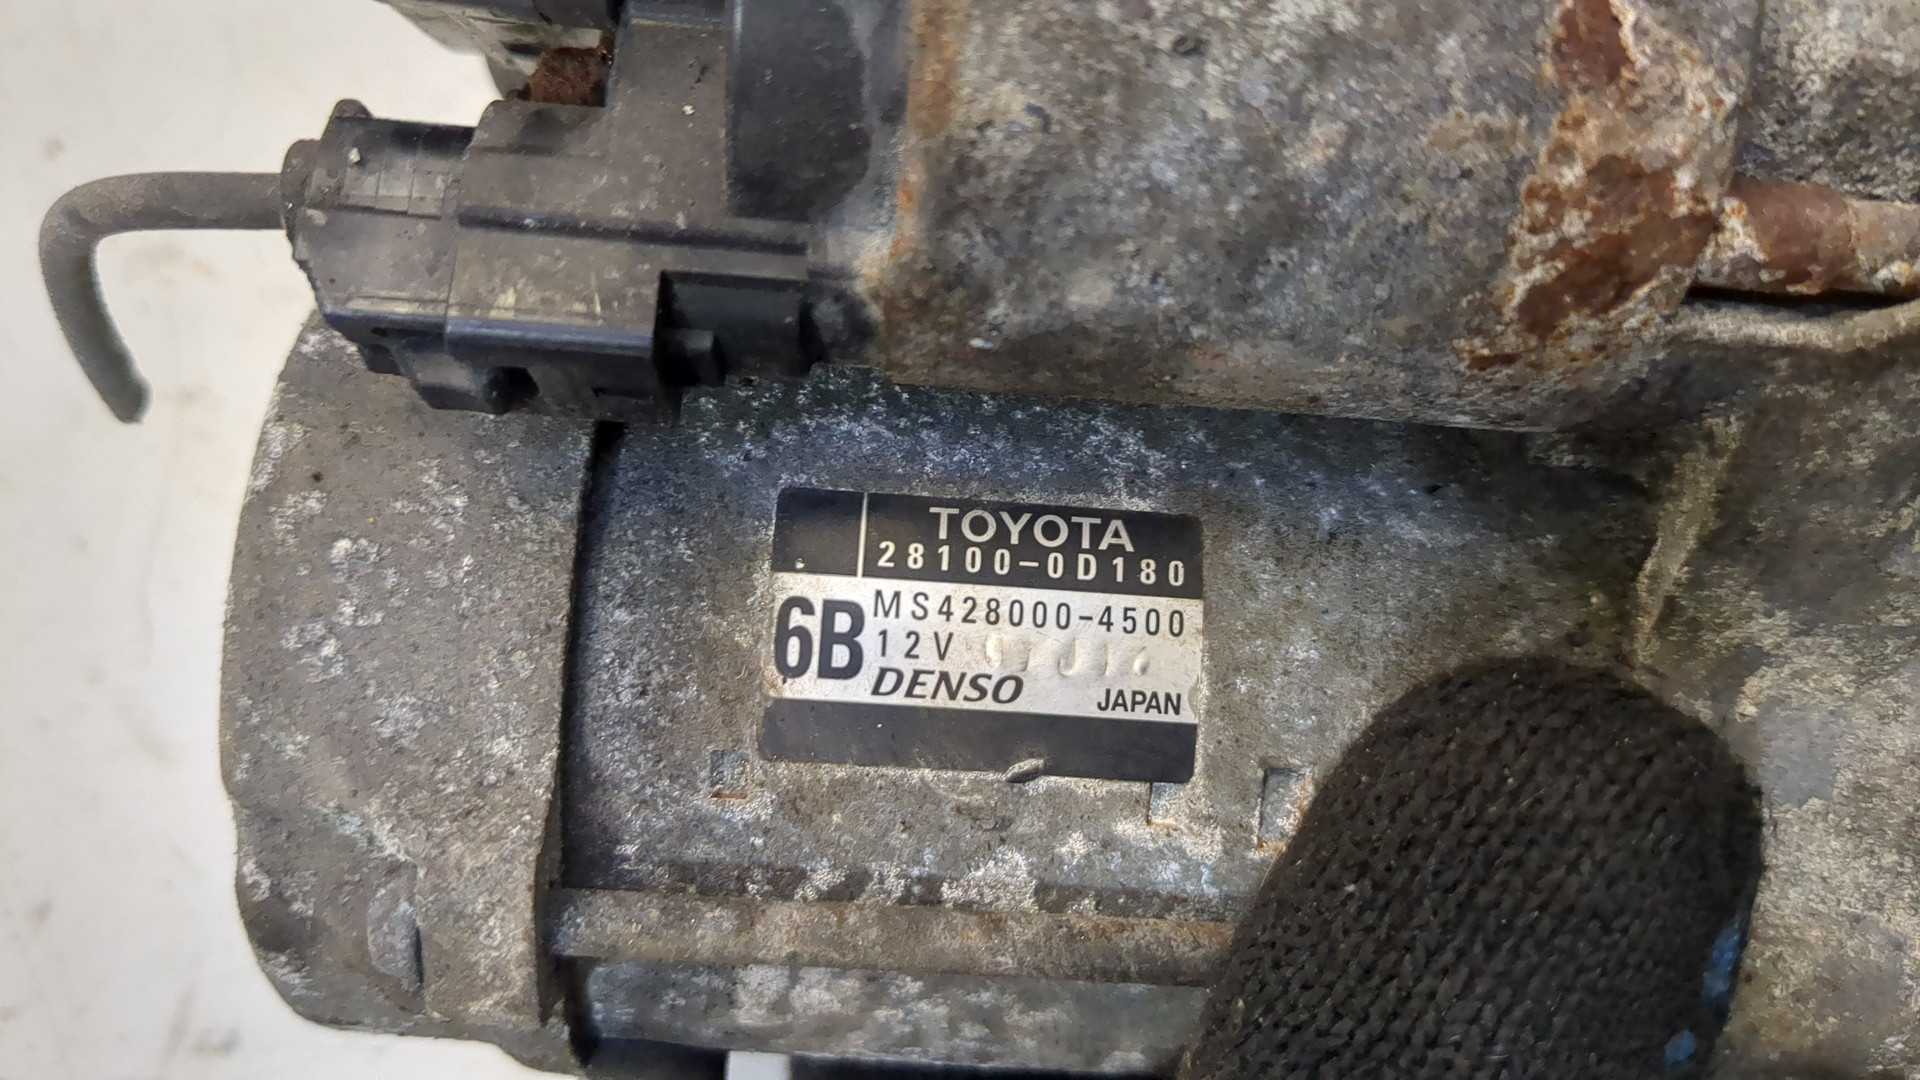 TOYOTA
28100-0D180
6B
MS428000-4500
12V
DENSO JAPAN